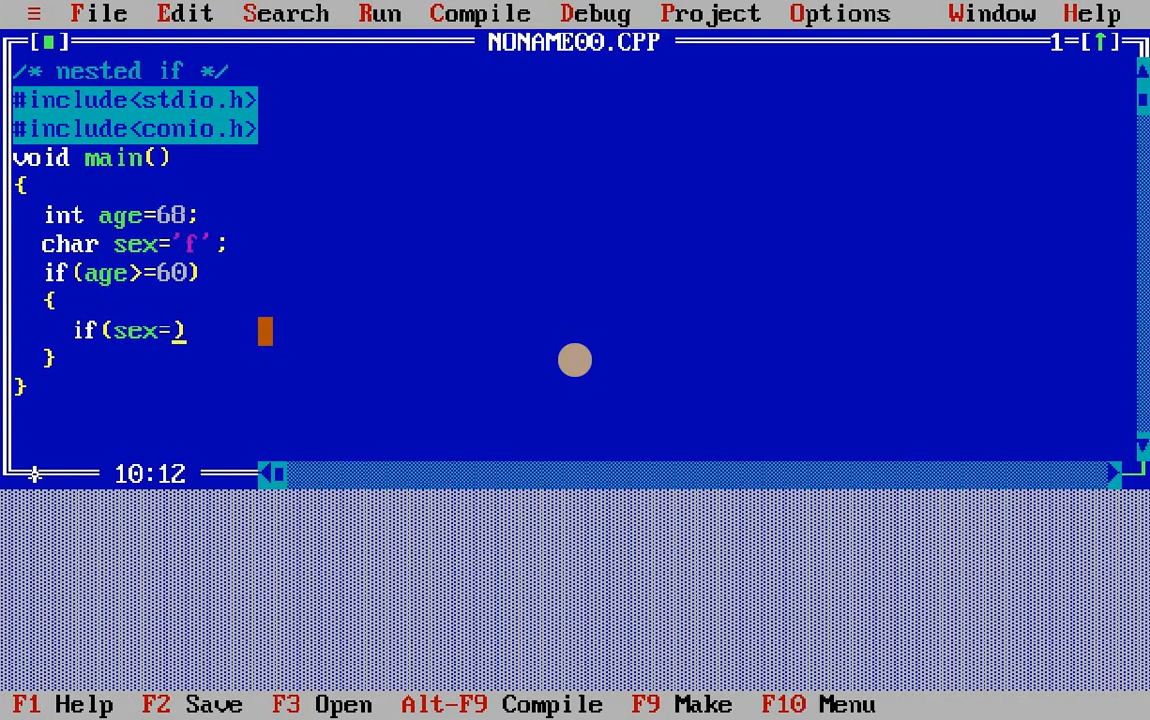 ≡ File Edit Search Run Compile Debug Project Options Window Help
[■] NONAME00.CPP 1=[↑]
/* nested if */
#include<stdio.h>
#include<conio.h>
void main()
{
int age=68;
char sex='f';
if(age>=60)
{
if(sex=)
}
}
10:12
F1 Help F2 Save F3 Open Alt-F9 Compile F9 Make F10 Menu